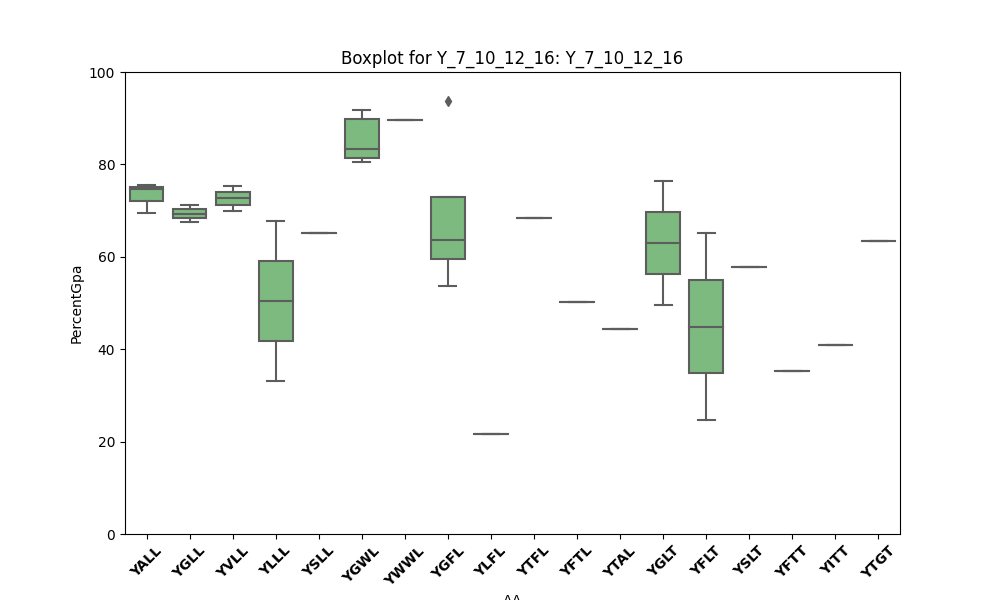 Boxplot for Y_7_10_12_16: Y_7_10_12_16
100
80
60
40
20
0
PercentGpa
YALL
YGLL
YVLL
YLLL
YSLL
YGWL
YWWL
YGFL
YLFL
YTFL
YFTL
YTAL
YGLT
YFLT
YSLT
YFTT
YITT
YTGT
AA